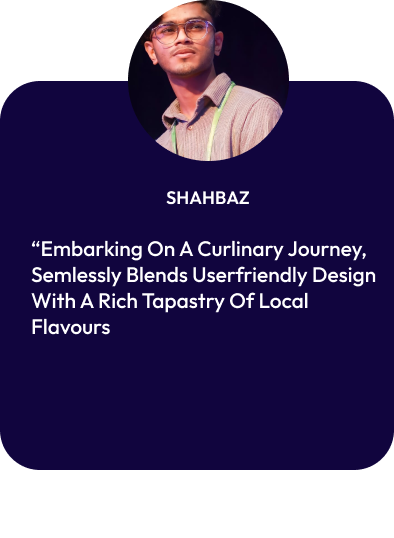 SHAHBAZ
“Embarking On A Curlinary Journey,
Semlessly Blends Userfriendly Design
With A Rich Tapastry Of Local
Flavours